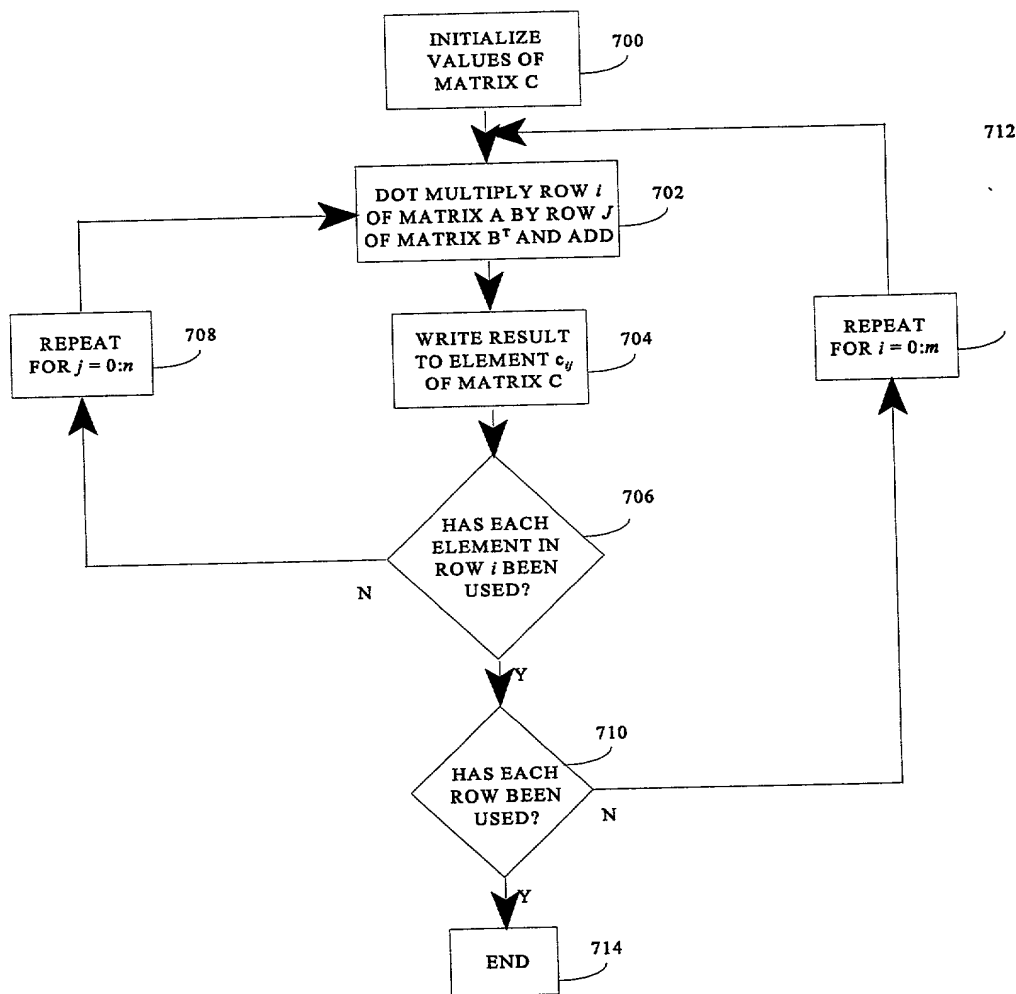 INITIALIZE
VALUES OF
MATRIX C
700
712
DOT MULTIPLY ROW i
OF MATRIX A BY ROW J
OF MATRIX Bᵀ AND ADD
702
REPEAT
FOR j = 0:n
708
WRITE RESULT
TO ELEMENT cᵢⱼ
OF MATRIX C
704
REPEAT
FOR i = 0:m
HAS EACH
ELEMENT IN
ROW i BEEN
USED?
706
N
Y
HAS EACH
ROW BEEN
USED?
710
N
Y
END
714